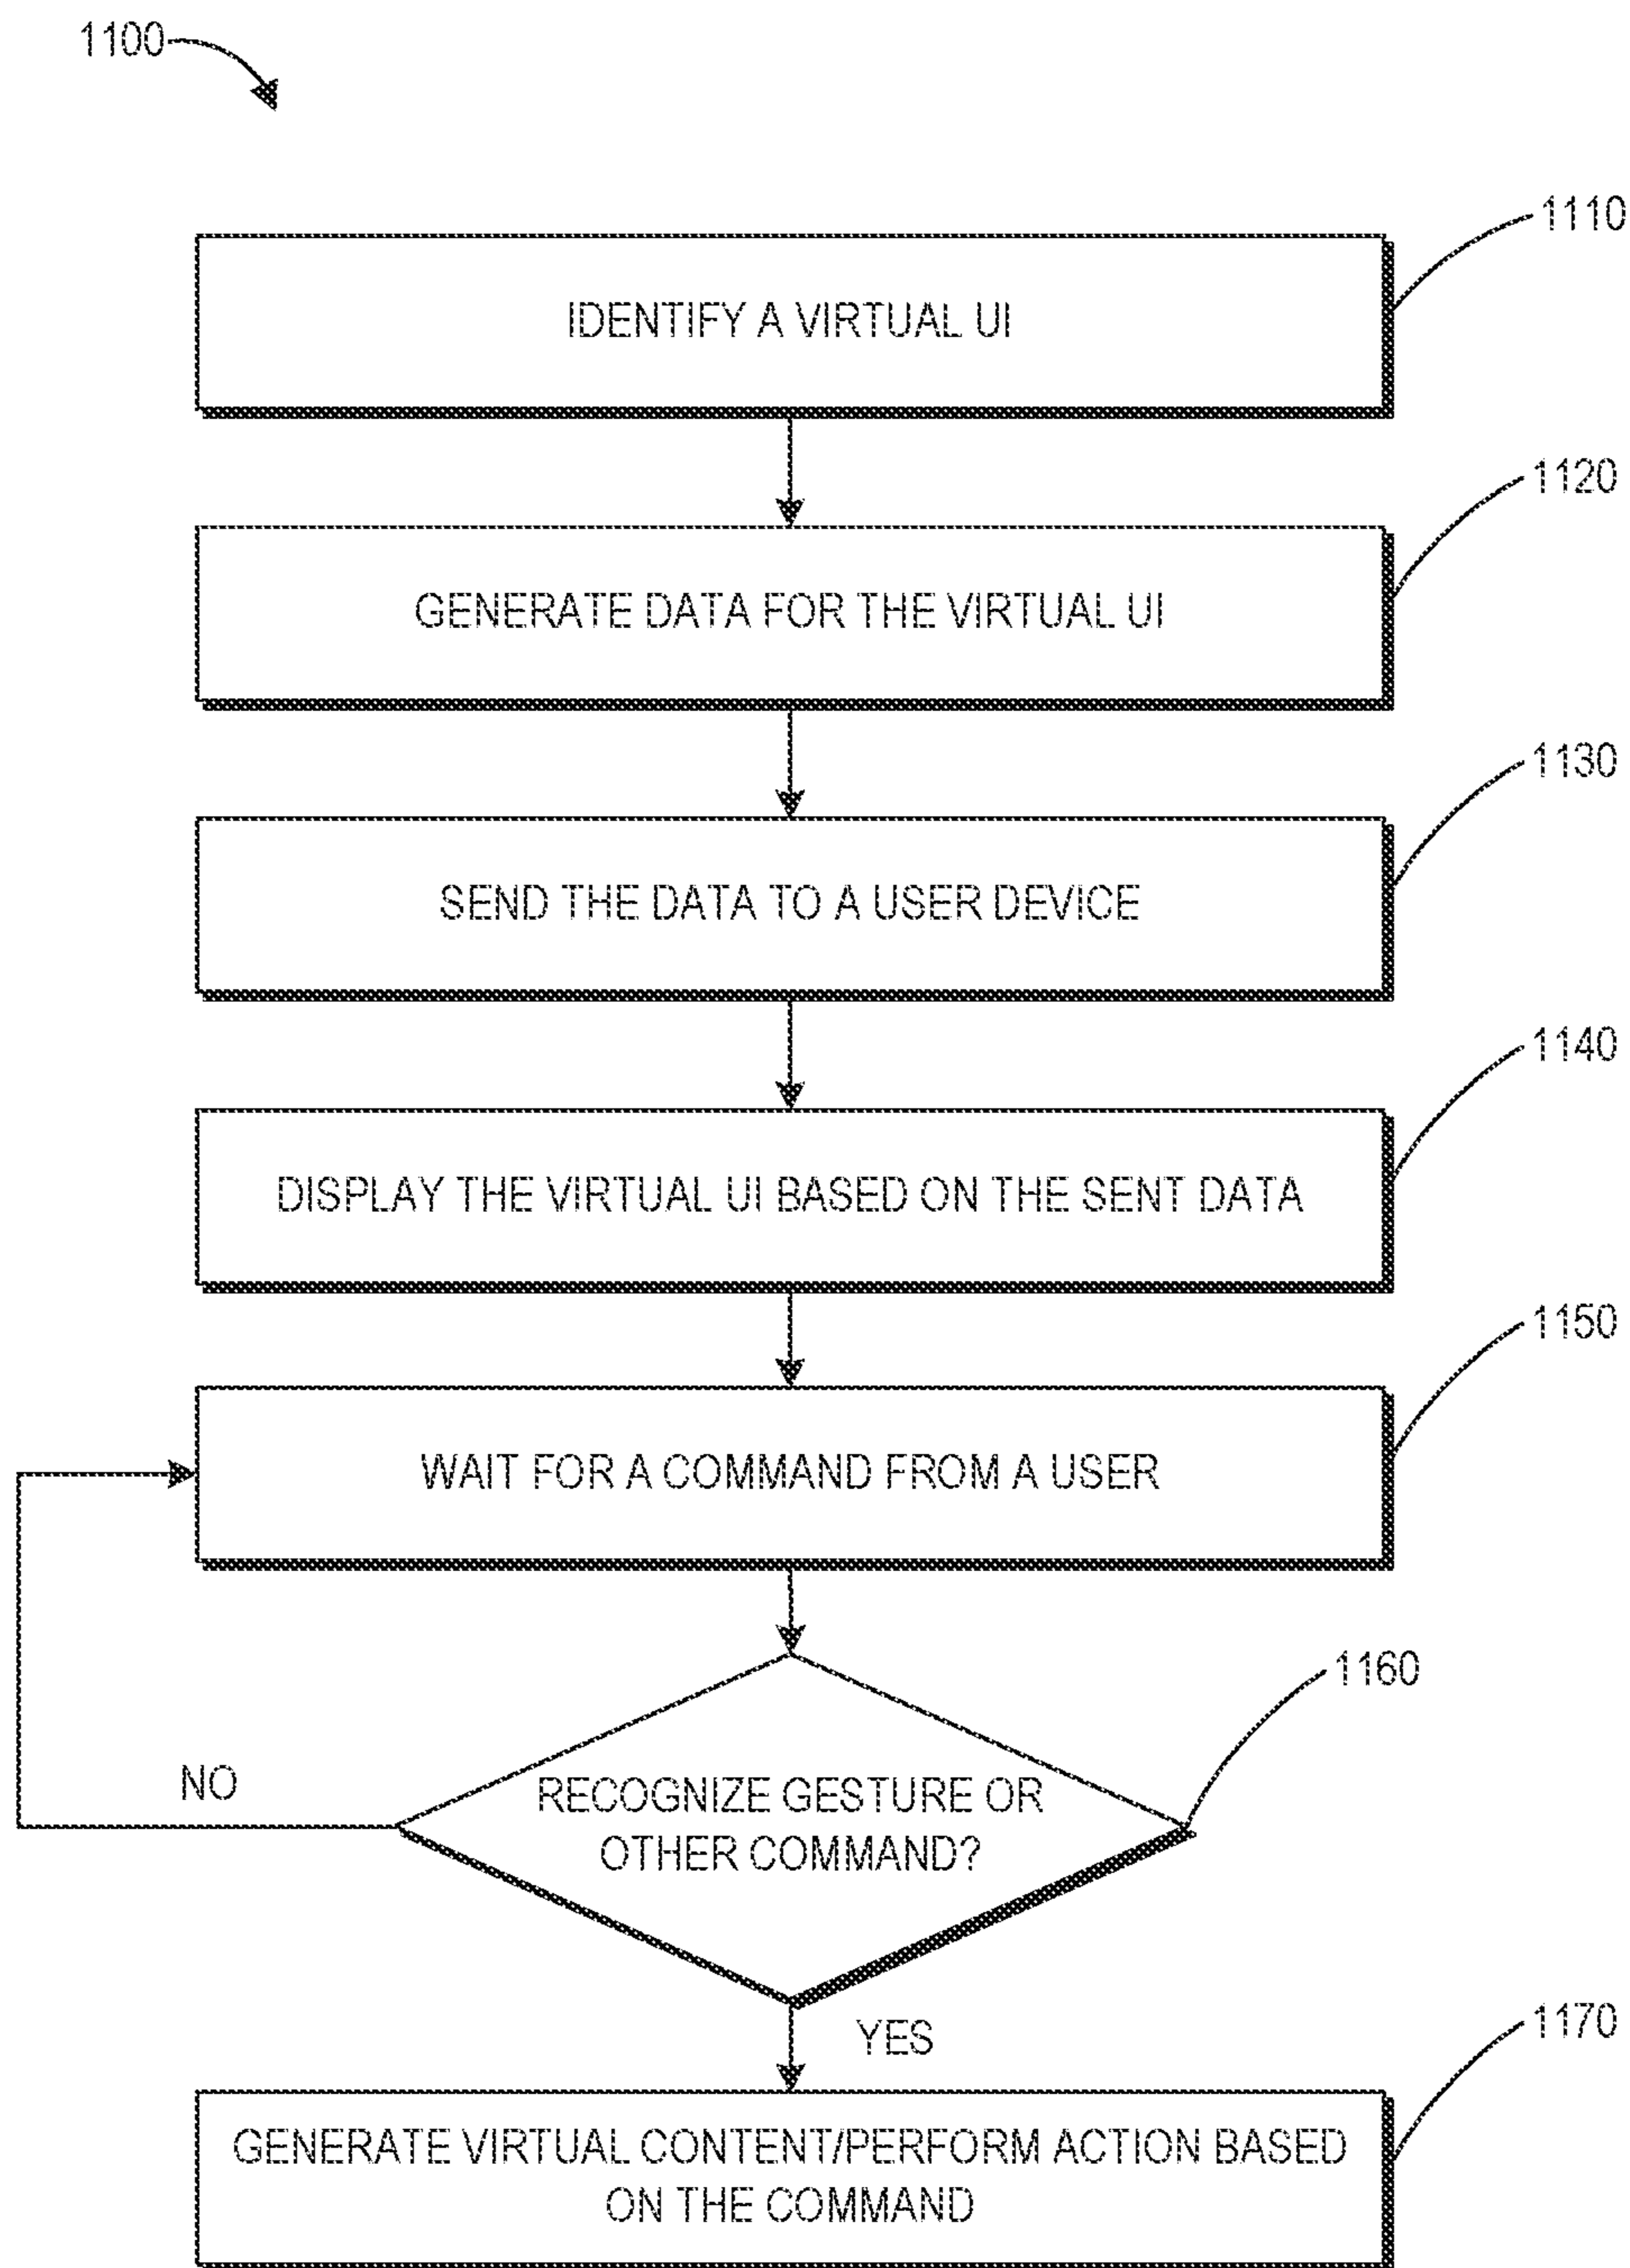 1100
1110
IDENTIFY A VIRTUAL UI
1120
GENERATE DATA FOR THE VIRTUAL UI
1130
SEND THE DATA TO A USER DEVICE
1140
DISPLAY THE VIRTUAL UI BASED ON THE SENT DATA
1150
WAIT FOR A COMMAND FROM A USER
1160
NO
RECOGNIZE GESTURE OR
OTHER COMMAND?
YES
1170
GENERATE VIRTUAL CONTENT/PERFORM ACTION BASED
ON THE COMMAND